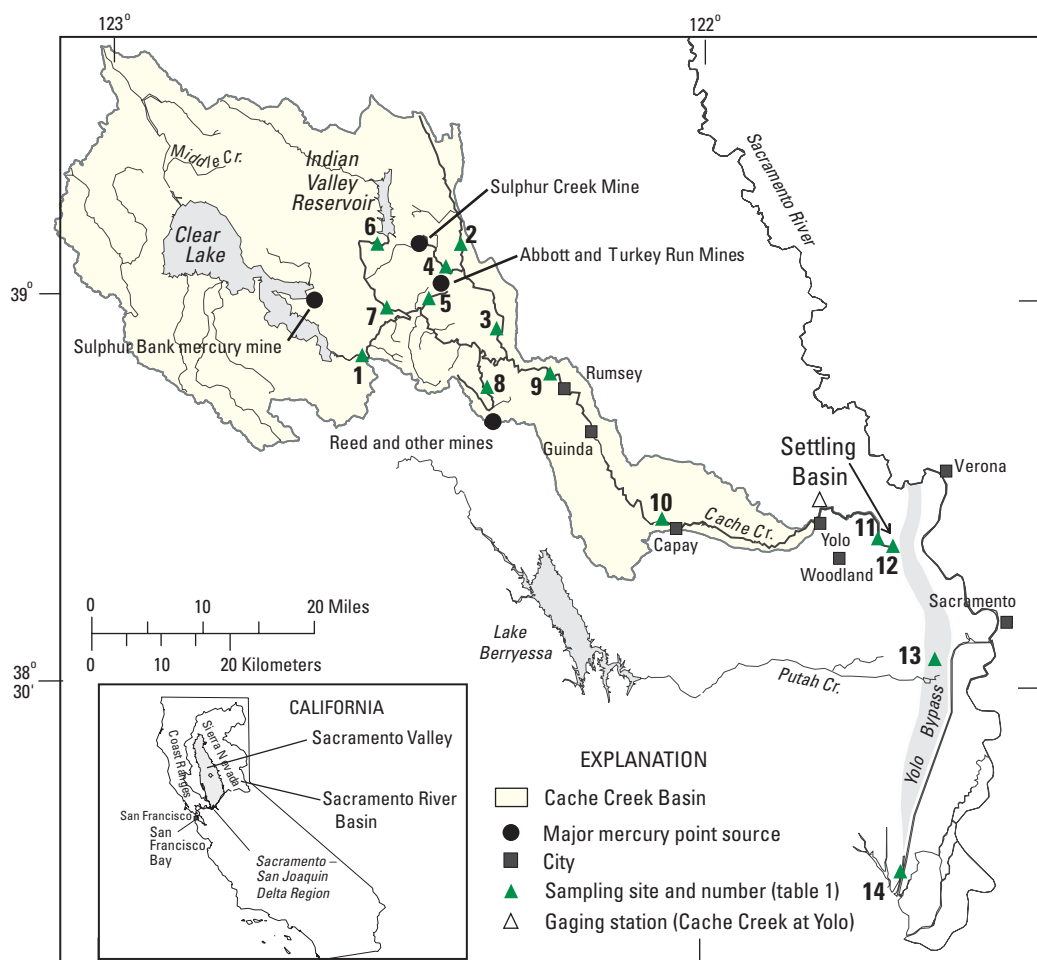 123°
122°
Middle Cr.
Indian
Valley
Reservoir
Sulphur Creek Mine
Sacramento River
Clear
Lake
6
2
4
Abbott and Turkey Run Mines
39°
5
7
3
Sulphur Bank mercury mine
1
8
9
Rumsey
Reed and other mines
Guinda
Settling
Basin
Verona
10
Cache Cr.
Capay
Yolo
11
12
Woodland
0 10 20 Miles
0 10 20 Kilometers
Lake
Berryessa
Sacramento
13
38°
30'
Putah Cr.
Yolo Bypass
14
CALIFORNIA
Sierra Nevada
Coast Ranges
Sacramento Valley
Sacramento River
Basin
San Francisco
San
Francisco
Bay
Sacramento –
San Joaquin
Delta Region
EXPLANATION
Cache Creek Basin
Major mercury point source
City
Sampling site and number (table 1)
Gaging station (Cache Creek at Yolo)